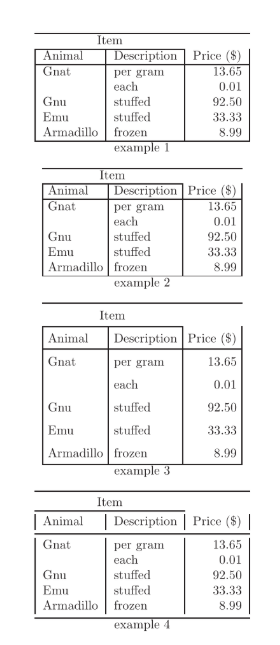 Item
Animal Description Price ($)
Gnat per gram 13.65
each 0.01
Gnu stuffed 92.50
Emu stuffed 33.33
Armadillo frozen 8.99
example 1
Item
Animal Description Price ($)
Gnat per gram 13.65
each 0.01
Gnu stuffed 92.50
Emu stuffed 33.33
Armadillo frozen 8.99
example 2
Item
Animal Description Price ($)
Gnat per gram 13.65
each 0.01
Gnu stuffed 92.50
Emu stuffed 33.33
Armadillo frozen 8.99
example 3
Item
Animal Description Price ($)
Gnat per gram 13.65
each 0.01
Gnu stuffed 92.50
Emu stuffed 33.33
Armadillo frozen 8.99
example 4